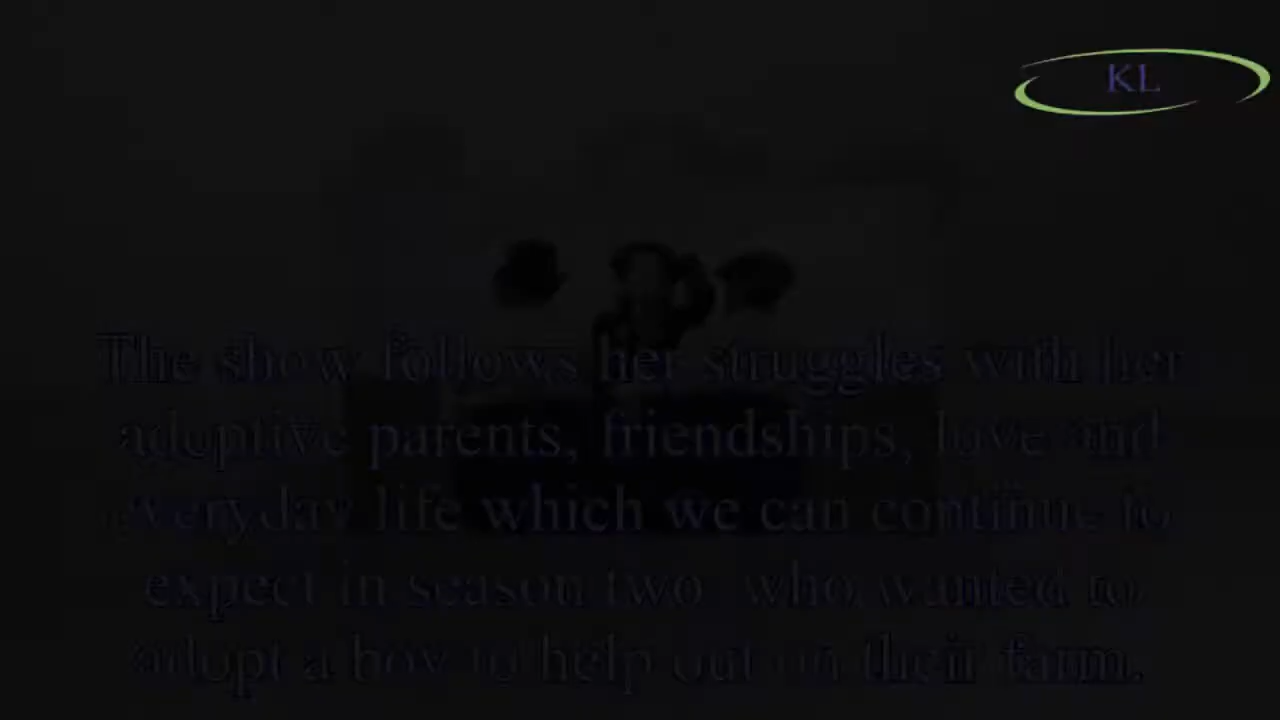 KL
The show follows her struggles with her
adoptive parents, friendships, love and
everyday life which we can continue to
expect in season two, who wanted to
adopt a boy to help out on their farm.